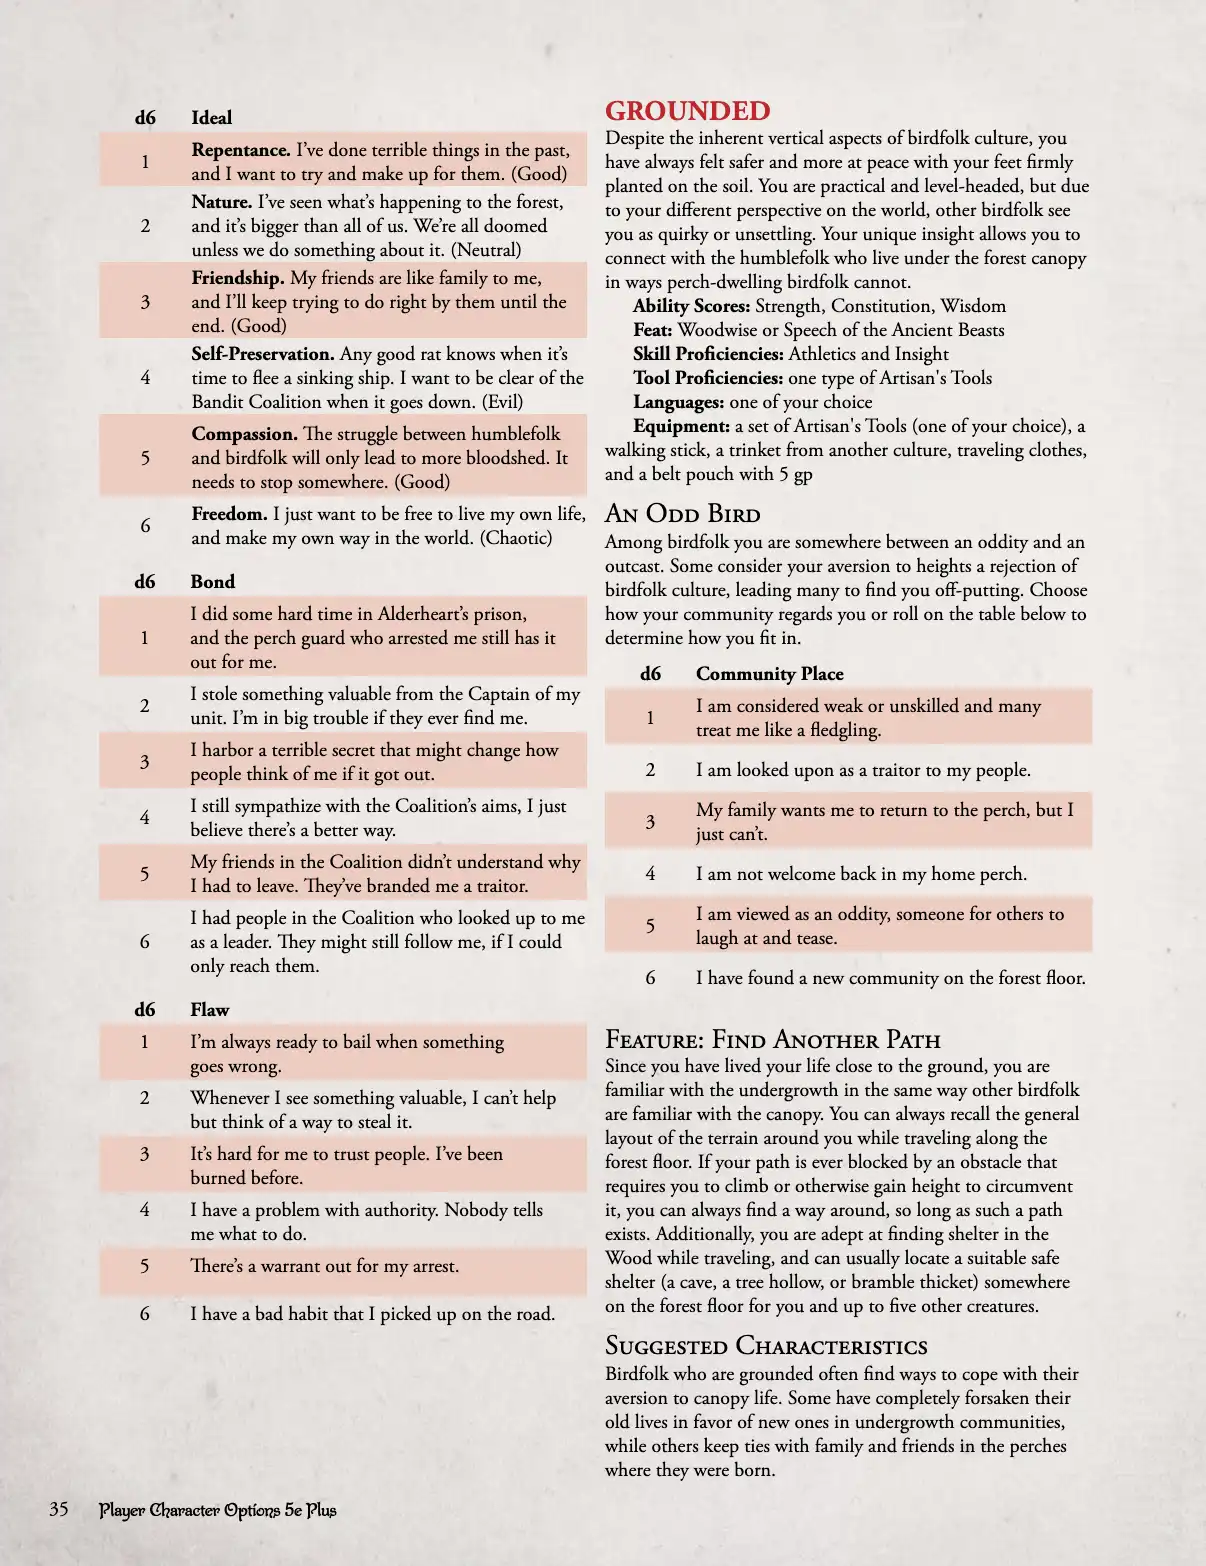 d6 Ideal
1 Repentance. I’ve done terrible things in the past,
and I want to try and make up for them. (Good)
Nature. I’ve seen what’s happening to the forest,
2 and it’s bigger than all of us. We’re all doomed
unless we do something about it. (Neutral)
Friendship. My friends are like family to me,
3 and I’ll keep trying to do right by them until the
end. (Good)
Self-Preservation. Any good rat knows when it’s
4 time to flee a sinking ship. I want to be clear of the
Bandit Coalition when it goes down. (Evil)
Compassion. The struggle between humblefolk
5 and birdfolk will only lead to more bloodshed. It
needs to stop somewhere. (Good)
6 Freedom. I just want to be free to live my own life,
and make my own way in the world. (Chaotic)
d6 Bond
I did some hard time in Alderheart’s prison,
1 and the perch guard who arrested me still has it
out for me.
2 I stole something valuable from the Captain of my
unit. I’m in big trouble if they ever find me.
3 I harbor a terrible secret that might change how
people think of me if it got out.
4 I still sympathize with the Coalition’s aims, I just
believe there’s a better way.
5 My friends in the Coalition didn’t understand why
I had to leave. They’ve branded me a traitor.
I had people in the Coalition who looked up to me
6 as a leader. They might still follow me, if I could
only reach them.
d6 Flaw
1 I’m always ready to bail when something
goes wrong.
2 Whenever I see something valuable, I can’t help
but think of a way to steal it.
3 It’s hard for me to trust people. I’ve been
burned before.
4 I have a problem with authority. Nobody tells
me what to do.
5 There’s a warrant out for my arrest.
6 I have a bad habit that I picked up on the road.
GROUNDED
Despite the inherent vertical aspects of birdfolk culture, you
have always felt safer and more at peace with your feet firmly
planted on the soil. You are practical and level-headed, but due
to your different perspective on the world, other birdfolk see
you as quirky or unsettling. Your unique insight allows you to
connect with the humblefolk who live under the forest canopy
in ways perch-dwelling birdfolk cannot.
Ability Scores: Strength, Constitution, Wisdom
Feat: Woodwise or Speech of the Ancient Beasts
Skill Proficiencies: Athletics and Insight
Tool Proficiencies: one type of Artisan's Tools
Languages: one of your choice
Equipment: a set of Artisan's Tools (one of your choice), a
walking stick, a trinket from another culture, traveling clothes,
and a belt pouch with 5 gp
An Odd Bird
Among birdfolk you are somewhere between an oddity and an
outcast. Some consider your aversion to heights a rejection of
birdfolk culture, leading many to find you off-putting. Choose
how your community regards you or roll on the table below to
determine how you fit in.
d6 Community Place
1 I am considered weak or unskilled and many
treat me like a fledgling.
2 I am looked upon as a traitor to my people.
3 My family wants me to return to the perch, but I
just can’t.
4 I am not welcome back in my home perch.
5 I am viewed as an oddity, someone for others to
laugh at and tease.
6 I have found a new community on the forest floor.
Feature: Find Another Path
Since you have lived your life close to the ground, you are
familiar with the undergrowth in the same way other birdfolk
are familiar with the canopy. You can always recall the general
layout of the terrain around you while traveling along the
forest floor. If your path is ever blocked by an obstacle that
requires you to climb or otherwise gain height to circumvent
it, you can always find a way around, so long as such a path
exists. Additionally, you are adept at finding shelter in the
Wood while traveling, and can usually locate a suitable safe
shelter (a cave, a tree hollow, or bramble thicket) somewhere
on the forest floor for you and up to five other creatures.
Suggested Characteristics
Birdfolk who are grounded often find ways to cope with their
aversion to canopy life. Some have completely forsaken their
old lives in favor of new ones in undergrowth communities,
while others keep ties with family and friends in the perches
where they were born.
35 Player Character Options 5e Plus